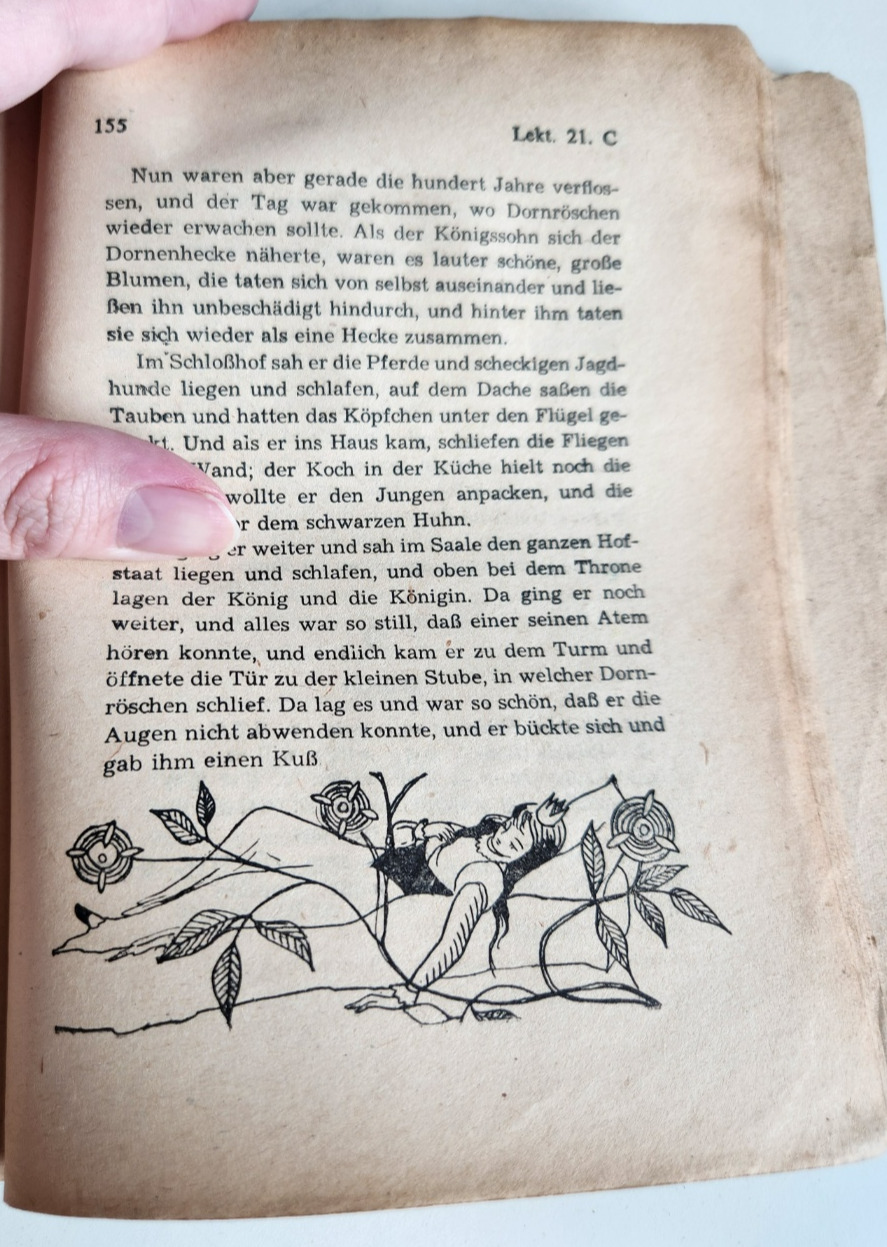 155
Lekt. 21. C
Nun waren aber gerade die hundert Jahre verflos-
sen, und der Tag war gekommen, wo Dornröschen
wieder erwachen sollte. Als der Königssohn sich der
Dornenhecke näherte, waren es lauter schöne, große
Blumen, die taten sich von selbst auseinander und lie-
ßen ihn unbeschädigt hindurch, und hinter ihm taten
sie sich wieder als eine Hecke zusammen.
Im Schloßhof sah er die Pferde und scheckigen Jagd-
hunde liegen und schlafen, auf dem Dache saßen die
Tauben und hatten das Köpfchen unter den Flügel ge-
Und als er ins Haus kam, schliefen die Fliegen
Wand; der Koch in der Küche hielt noch die
wollte er den Jungen anpacken, und die
dem schwarzen Huhn.
er weiter und sah im Saale den ganzen Hof-
staat liegen und schlafen, und oben bei dem Throne
lagen der König und die Königin. Da ging er noch
weiter, und alles war so still, daß einer seinen Atem
hören konnte, und endlich kam er zu dem Turm und
öffnete die Tür zu der kleinen Stube, in welcher Dorn-
röschen schlief. Da lag es und war so schön, daß er die
Augen nicht abwenden konnte, und er bückte sich und
gab ihm einen Kuß